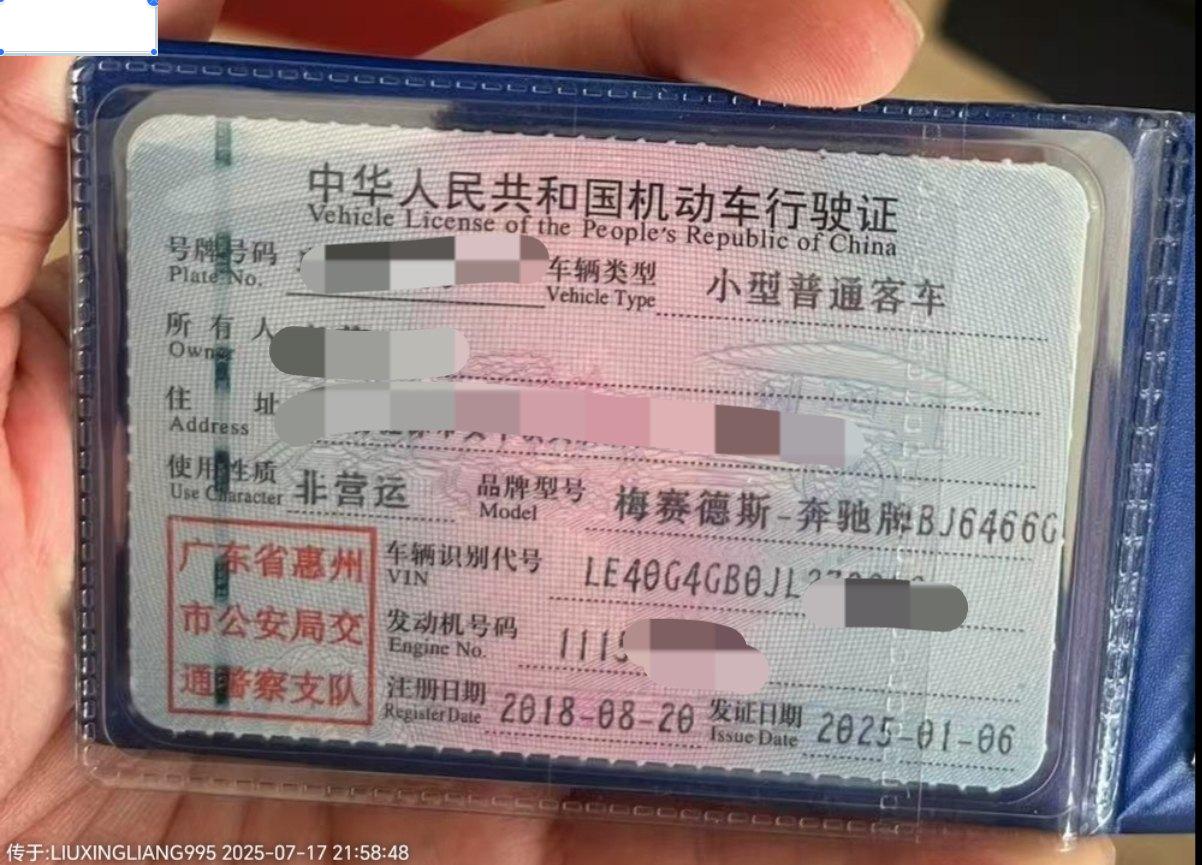 中华人民共和国机动车行驶证
Vehicle License of the People's Republic of China
号牌号码
Plate No.
车辆类型 小型普通客车
Vehicle Type
所有人
Owner
住址
Address
使用性质 非营运
Use Character
品牌型号 梅赛德斯-奔驰牌BJ6466G
Model
广东省惠州
市公安局交
通警察支队
车辆识别代号 LE40G4GB0JL
VIN
发动机号码 111
Engine No.
注册日期 2018-08-20
Register Date
发证日期 2025-01-06
Issue Date
传于:LIUXINGLIANG995 2025-07-17 21:58:48